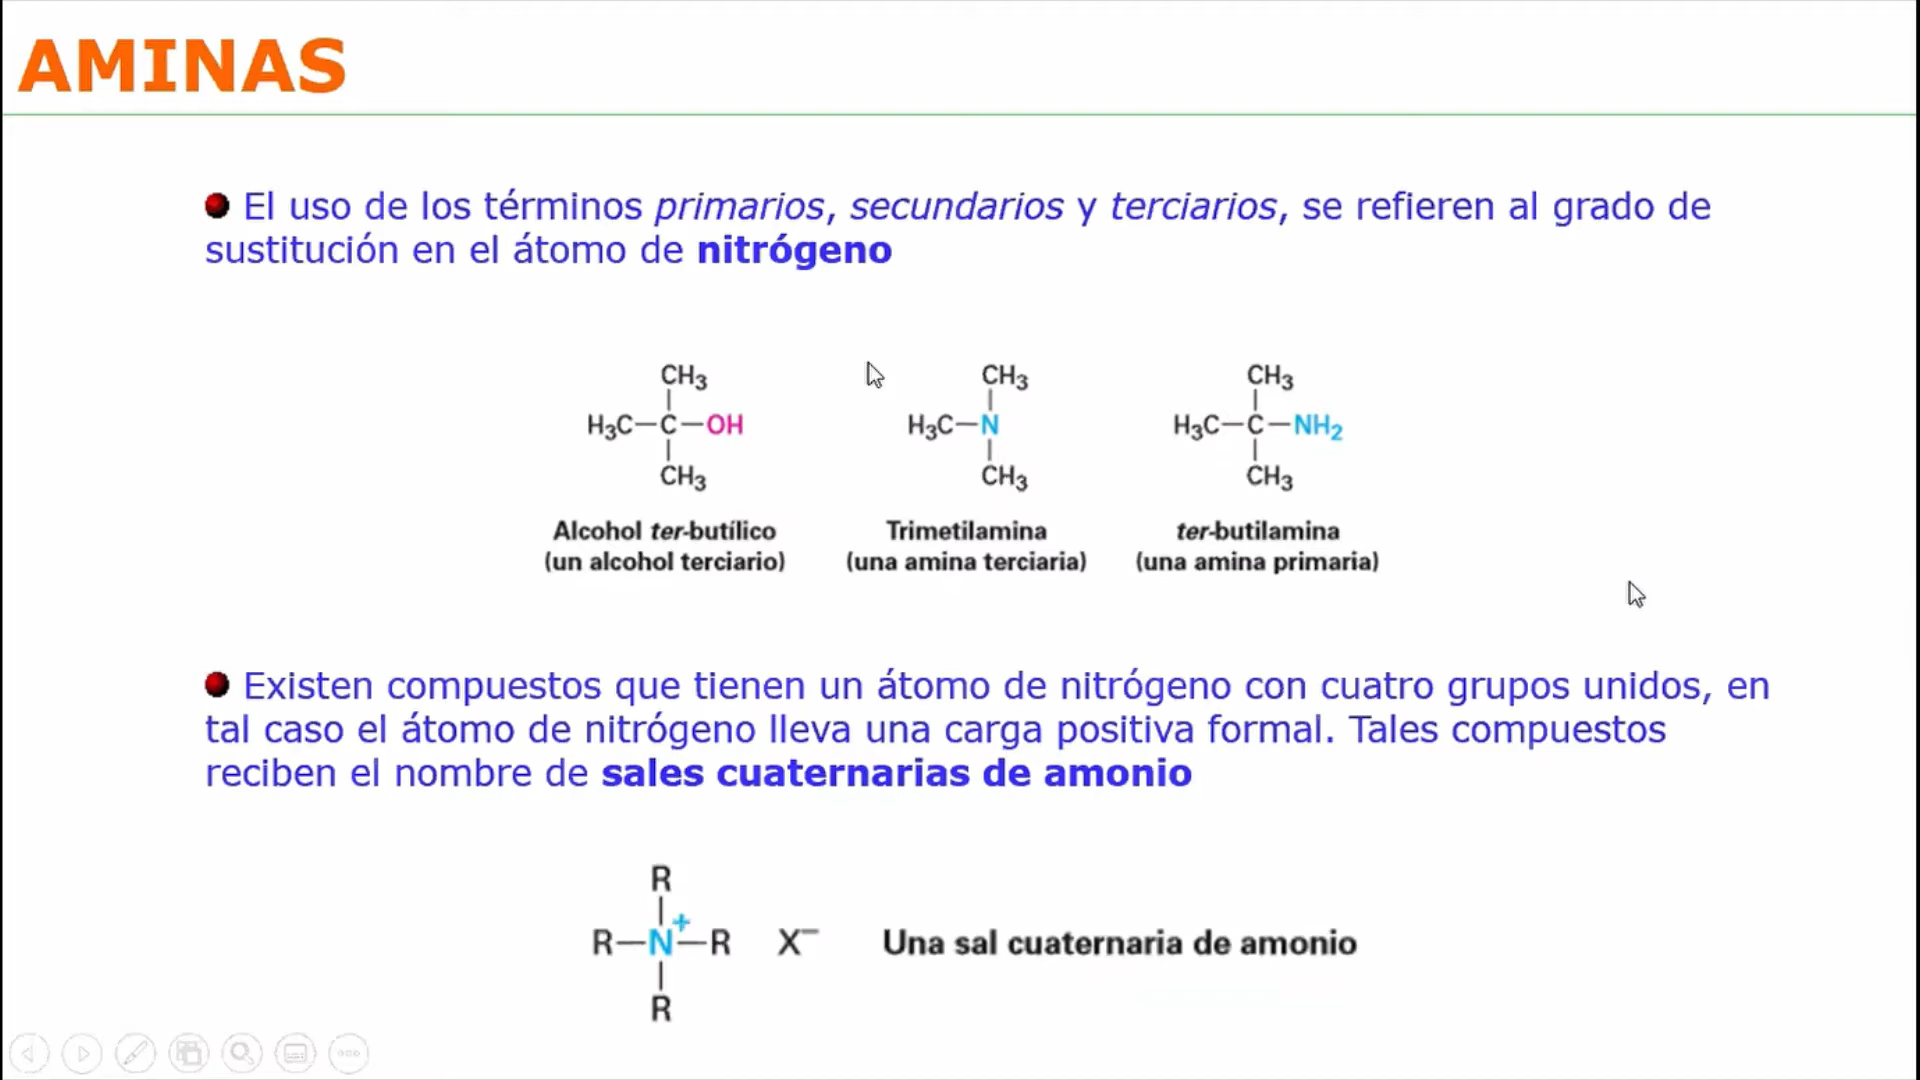 AMINAS
El uso de los términos primarios, secundarios y terciarios, se refieren al grado de
sustitución en el átomo de nitrógeno
CH3
H3C—C—OH
CH3
Alcohol ter-butílico
(un alcohol terciario)
CH3
H3C—N
CH3
Trimetilamina
(una amina terciaria)
CH3
H3C—C—NH2
CH3
ter-butilamina
(una amina primaria)
Existen compuestos que tienen un átomo de nitrógeno con cuatro grupos unidos, en
tal caso el átomo de nitrógeno lleva una carga positiva formal. Tales compuestos
reciben el nombre de sales cuaternarias de amonio
R
R—N+—R X−
R
Una sal cuaternaria de amonio